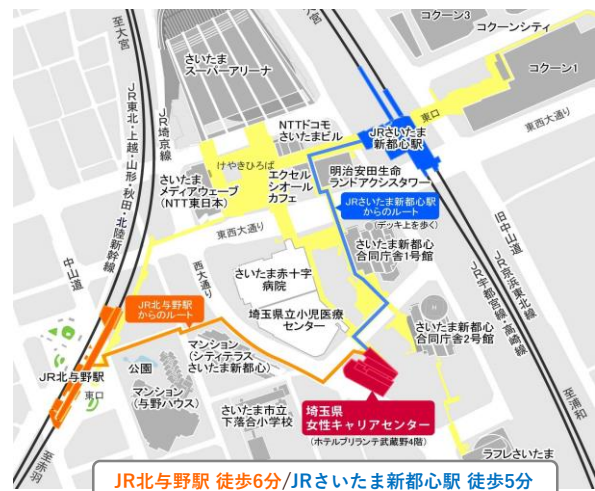 至大宮
JR東北・上越・山形・秋田・北陸新幹線
JR埼京線
さいたま
スーパーアリーナ
コクーン3
コクーンシティ
コクーン1
NTTドコモ
さいたまビル
JRさいたま
新都心駅
東口
東西大通り
けやきひろば
さいたま
メディアウェーブ
(NTT東日本)
エクセル
シオール
カフェ
明治安田生命
ランドアクシスタワー
JRさいたま新都心駅
からのルート
(デッキ上を歩く)
旧中山道
中山道
東西大通り
西大通り
さいたま赤十字
病院
さいたま新都心
合同庁舎1号館
JR京浜東北線
JR宇都宮線・高崎線
JR北与野駅
からのルート
埼玉県立小児医療
センター
さいたま新都心
合同庁舎2号館
JR北与野駅
東口
公園
マンション
(シティテラス
さいたま新都心)
マンション
(与野ハウス)
さいたま市立
下落合小学校
埼玉県
女性キャリアセンター
(ホテルブリランテ武蔵野4階)
至浦和
至赤羽
ラフレさいたま
JR北与野駅 徒歩6分/JRさいたま新都心駅 徒歩5分